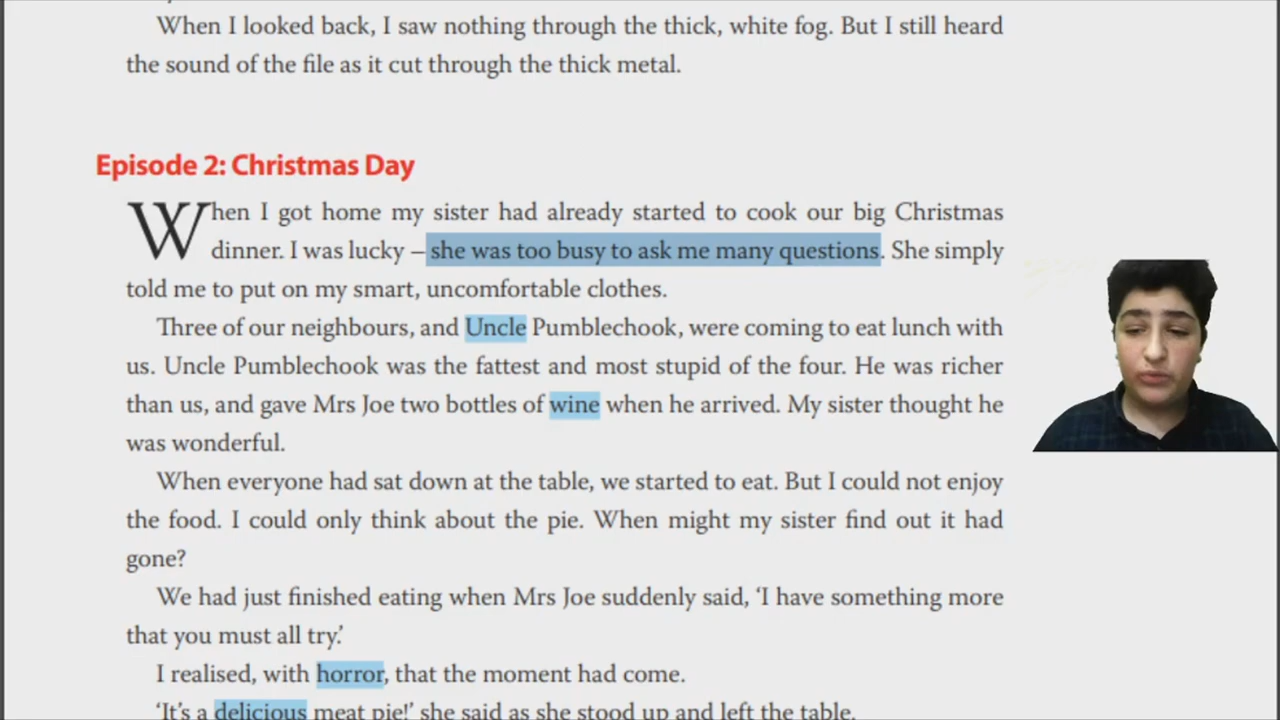 When I looked back, I saw nothing through the thick, white fog. But I still heard
the sound of the file as it cut through the thick metal.
Episode 2: Christmas Day
When I got home my sister had already started to cook our big Christmas
dinner. I was lucky – she was too busy to ask me many questions. She simply
told me to put on my smart, uncomfortable clothes.
Three of our neighbours, and Uncle Pumblechook, were coming to eat lunch with
us. Uncle Pumblechook was the fattest and most stupid of the four. He was richer
than us, and gave Mrs Joe two bottles of wine when he arrived. My sister thought he
was wonderful.
When everyone had sat down at the table, we started to eat. But I could not enjoy
the food. I could only think about the pie. When might my sister find out it had
gone?
We had just finished eating when Mrs Joe suddenly said, ‘I have something more
that you must all try.’
I realised, with horror, that the moment had come.
‘It’s a delicious meat pie!’ she said as she stood up and left the table.